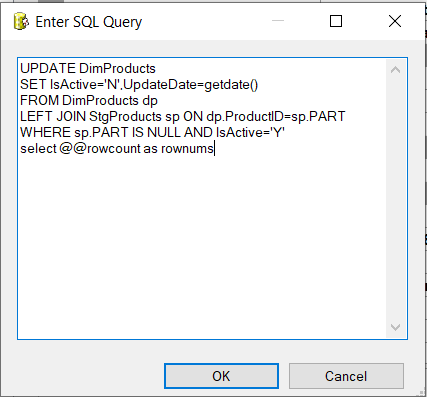 Enter SQL Query
UPDATE DimProducts
SET IsActive='N',UpdateDate=getdate()
FROM DimProducts dp
LEFT JOIN StgProducts sp ON dp.ProductID=sp.PART
WHERE sp.PART IS NULL AND IsActive='Y'
select @@rowcount as rownums
OK
Cancel